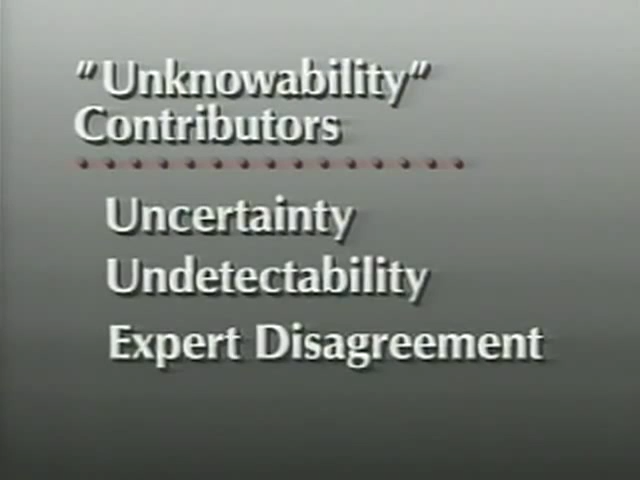 "Unknowability"
Contributors
Uncertainty
Undetectability
Expert Disagreement